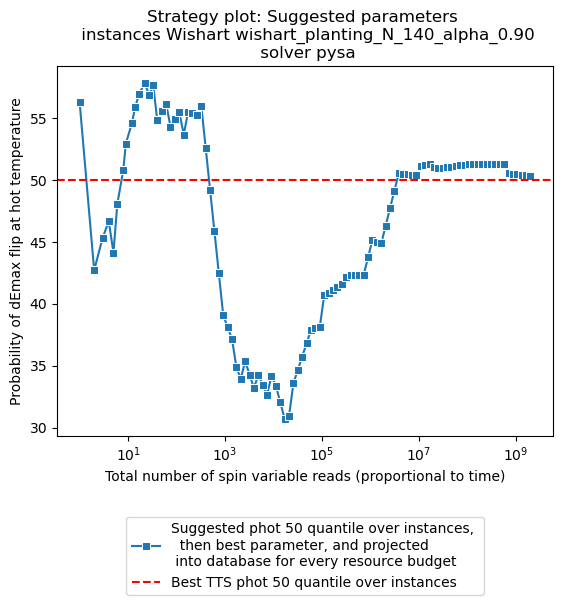 Strategy plot: Suggested parameters
instances Wishart wishart_planting_N_140_alpha_0.90
solver pysa
Probability of dEmax flip at hot temperature
55
50
45
40
35
30
10^1
10^3
10^5
10^7
10^9
Total number of spin variable reads (proportional to time)
Suggested phot 50 quantile over instances,
then best parameter, and projected
into database for every resource budget
Best TTS phot 50 quantile over instances